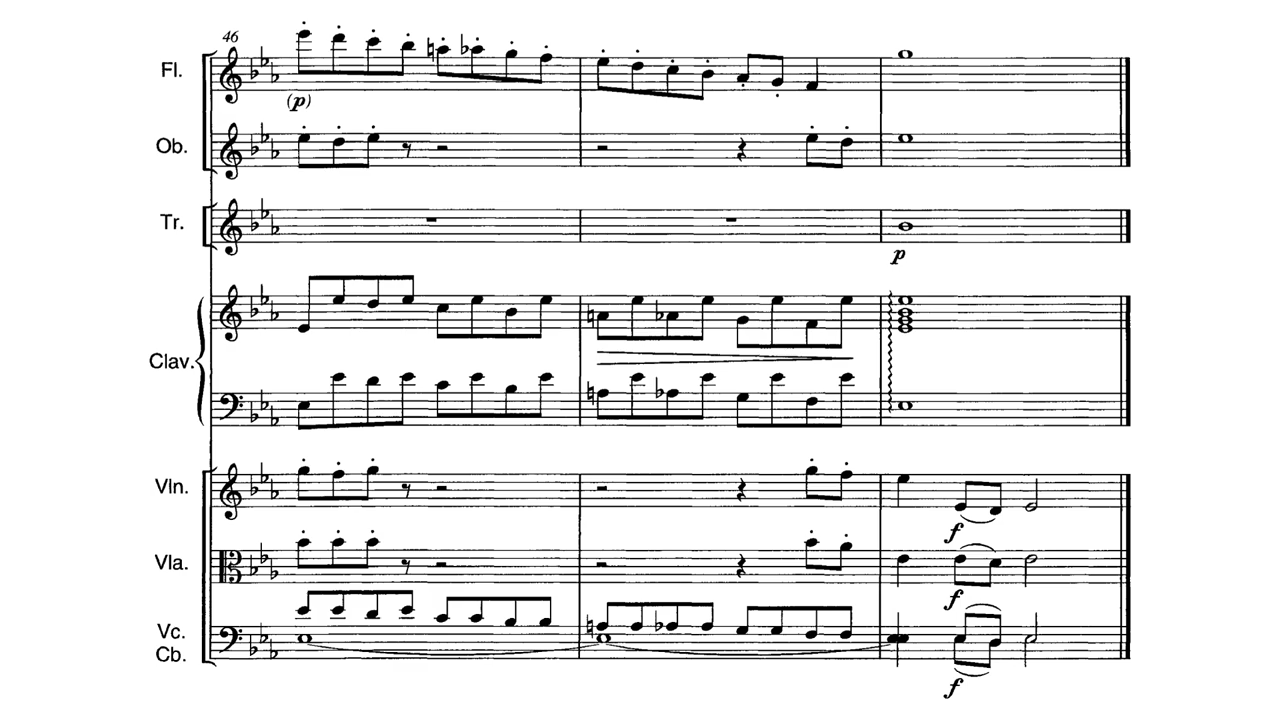 46
Fl.
(p)
Ob.
Tr.
p
Clav.
Vln.
f
Vla.
f
Vc.
Cb.
f